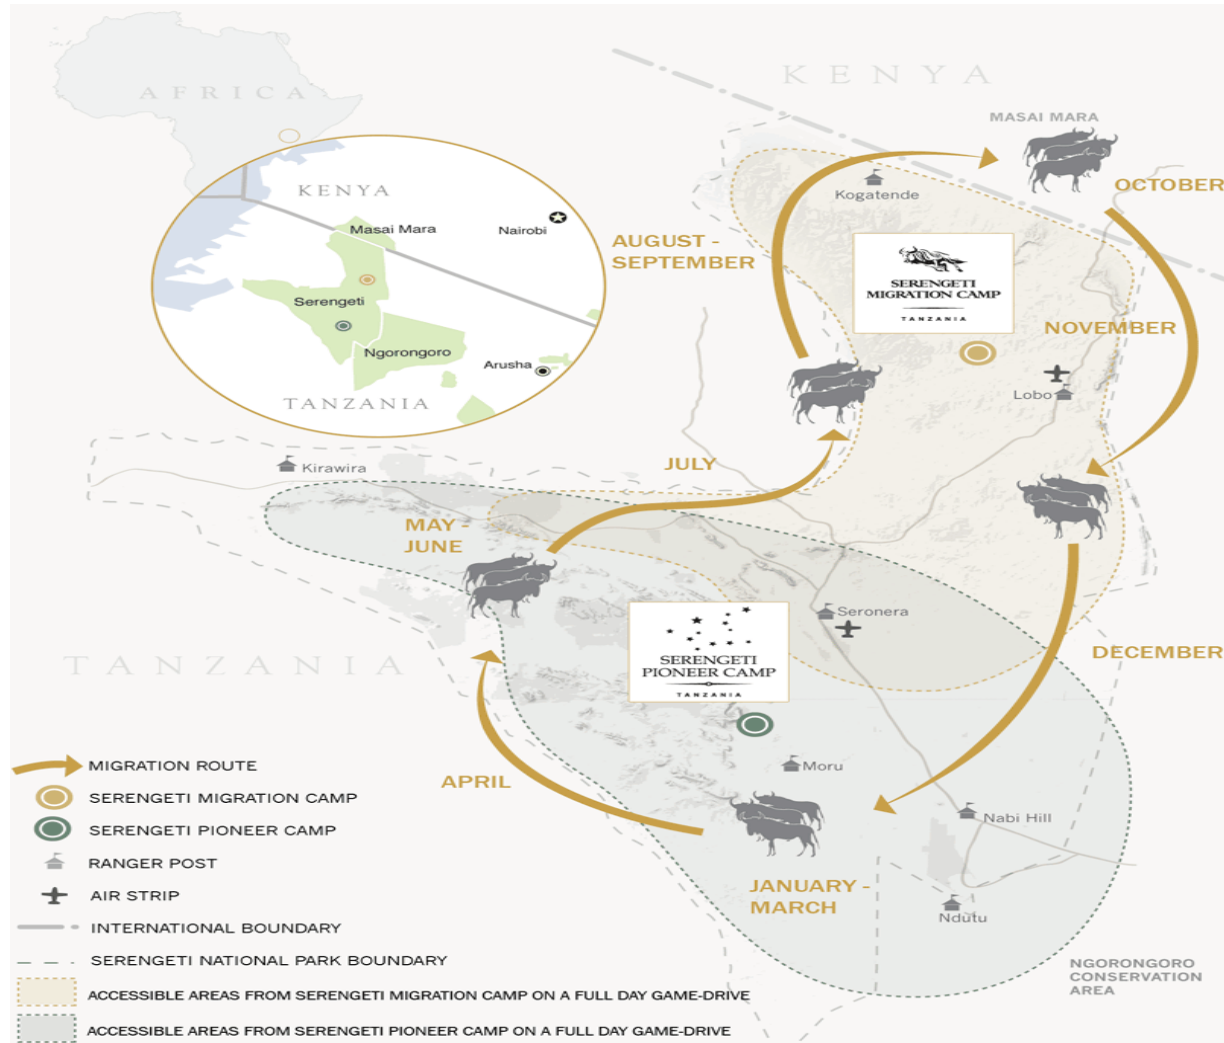 AFRICA
KENYA
MASAI MARA
OCTOBER
Kogatende
KENYA
Masai Mara
Nairobi
Serengeti
Ngorongoro
Arusha
TANZANIA
AUGUST -
SEPTEMBER
SERENGETI
MIGRATION CAMP
TANZANIA
NOVEMBER
Lobo
JULY
Kirawira
MAY -
JUNE
Seronera
SERENGETI
PIONEER CAMP
TANZANIA
DECEMBER
TANZANIA
APRIL
Moru
Nabi Hill
JANUARY -
MARCH
Ndutu
NGORONGORO
CONSERVATION
AREA
MIGRATION ROUTE
SERENGETI MIGRATION CAMP
SERENGETI PIONEER CAMP
RANGER POST
AIR STRIP
INTERNATIONAL BOUNDARY
SERENGETI NATIONAL PARK BOUNDARY
ACCESSIBLE AREAS FROM SERENGETI MIGRATION CAMP ON A FULL DAY GAME-DRIVE
ACCESSIBLE AREAS FROM SERENGETI PIONEER CAMP ON A FULL DAY GAME-DRIVE